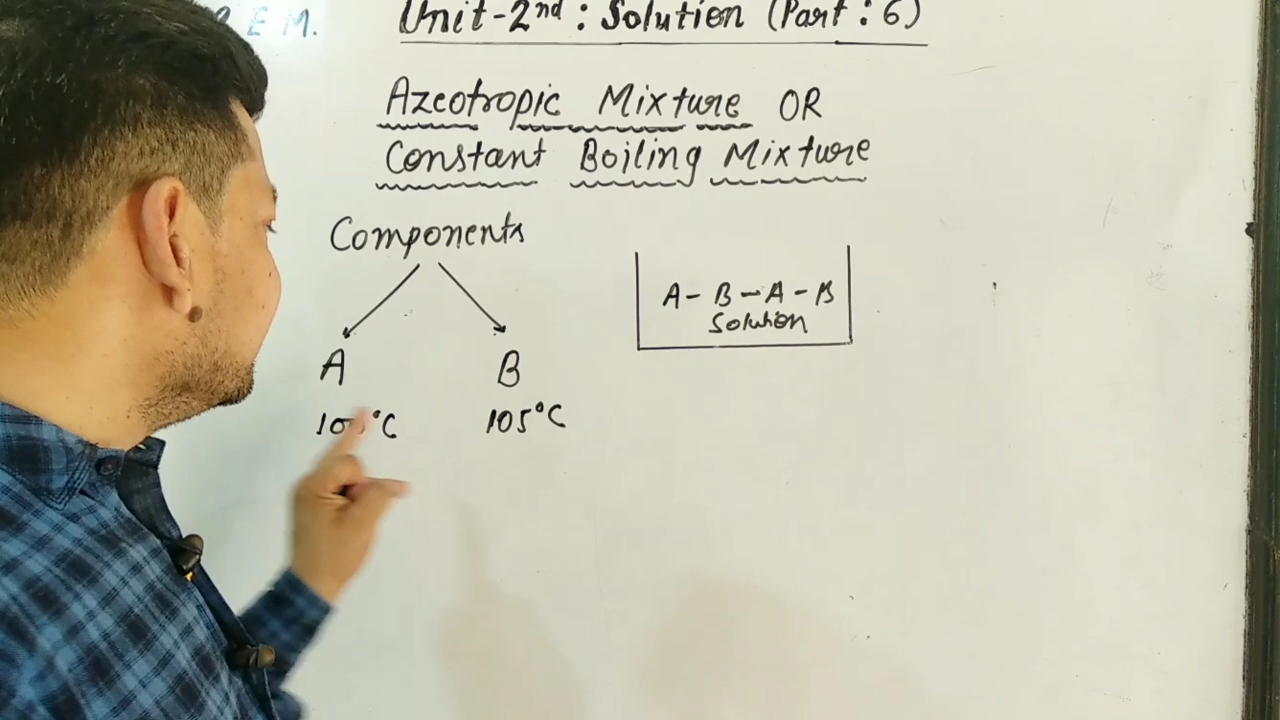 E M.
Unit-2nd : Solution (Part : 6)
Azeotropic Mixture OR
Constant Boiling Mixture
Components
A - B - A - B
Solution
A B
°C 105°C